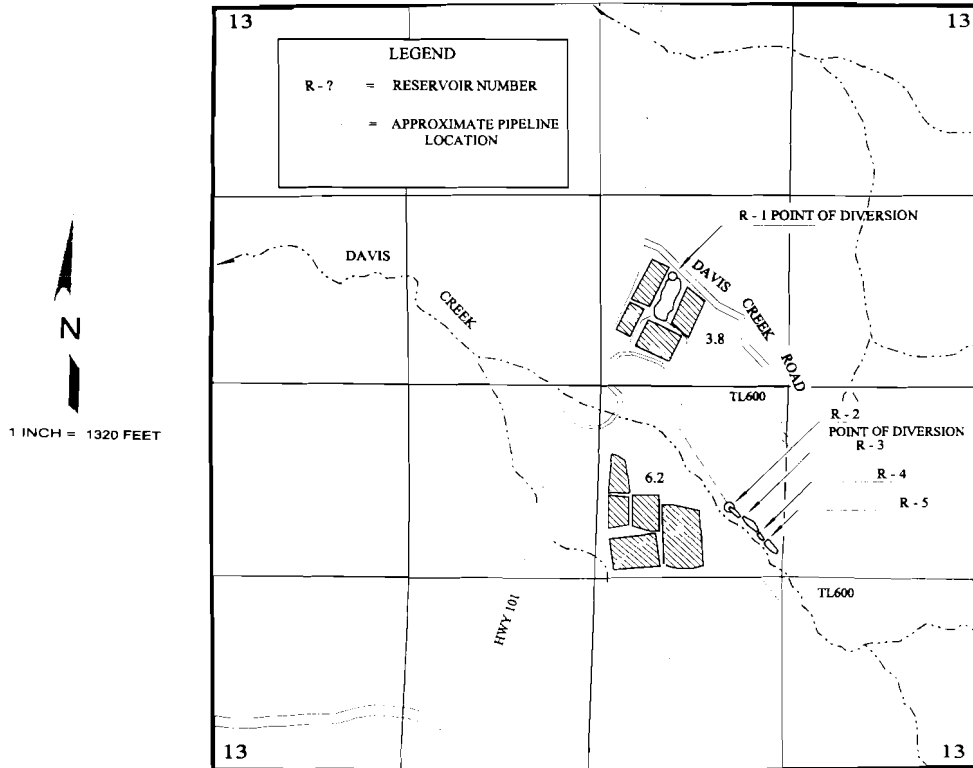 13
13
LEGEND
R - ? = RESERVOIR NUMBER
= APPROXIMATE PIPELINE
LOCATION
R - 1 POINT OF DIVERSION
DAVIS
CREEK
DAVIS
CREEK
ROAD
3.8
N
1 INCH = 1320 FEET
TL600
R - 2
POINT OF DIVERSION
R - 3
R - 4
R - 5
6.2
TL600
HWY 101
13
13